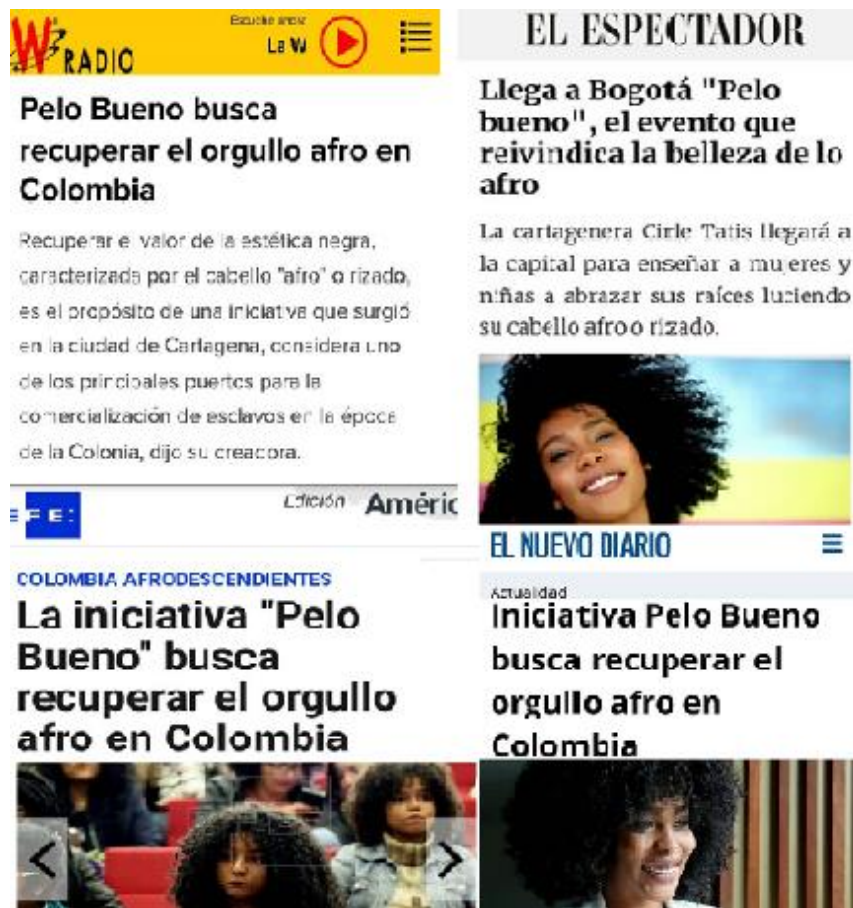 W RADIO
Escuche ahora
La W
Pelo Bueno busca
recuperar el orgullo afro en
Colombia
Recuperar el valor de la estética negra,
caracterizada por el cabello "afro" o rizado,
es el propósito de una iniciativa que surgió
en la ciudad de Cartagena, considera uno
de los principales puertos para la
comercialización de esclavos en la época
de la Colonia, dijo su creadora.
EL ESPECTADOR
Llega a Bogotá "Pelo
bueno", el evento que
reivindica la belleza de lo
afro
La cartagenera Cirle Tatis llegará a
la capital para enseñar a mujeres y
niñas a abrazar sus raíces luciendo
su cabello afro o rizado.
EFE:
Edición Améric
COLOMBIA AFRODESCENDIENTES
La iniciativa "Pelo
Bueno" busca
recuperar el orgullo
afro en Colombia
EL NUEVO DIARIO
Actualidad
Iniciativa Pelo Bueno
busca recuperar el
orgullo afro en
Colombia